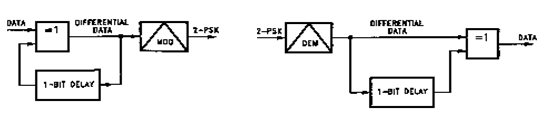 DATA
=1
DIFFERENTIAL
DATA
MOD
2-PSK
1-BIT DELAY
2-PSK
DEM
DIFFERENTIAL
DATA
=1
DATA
1-BIT DELAY